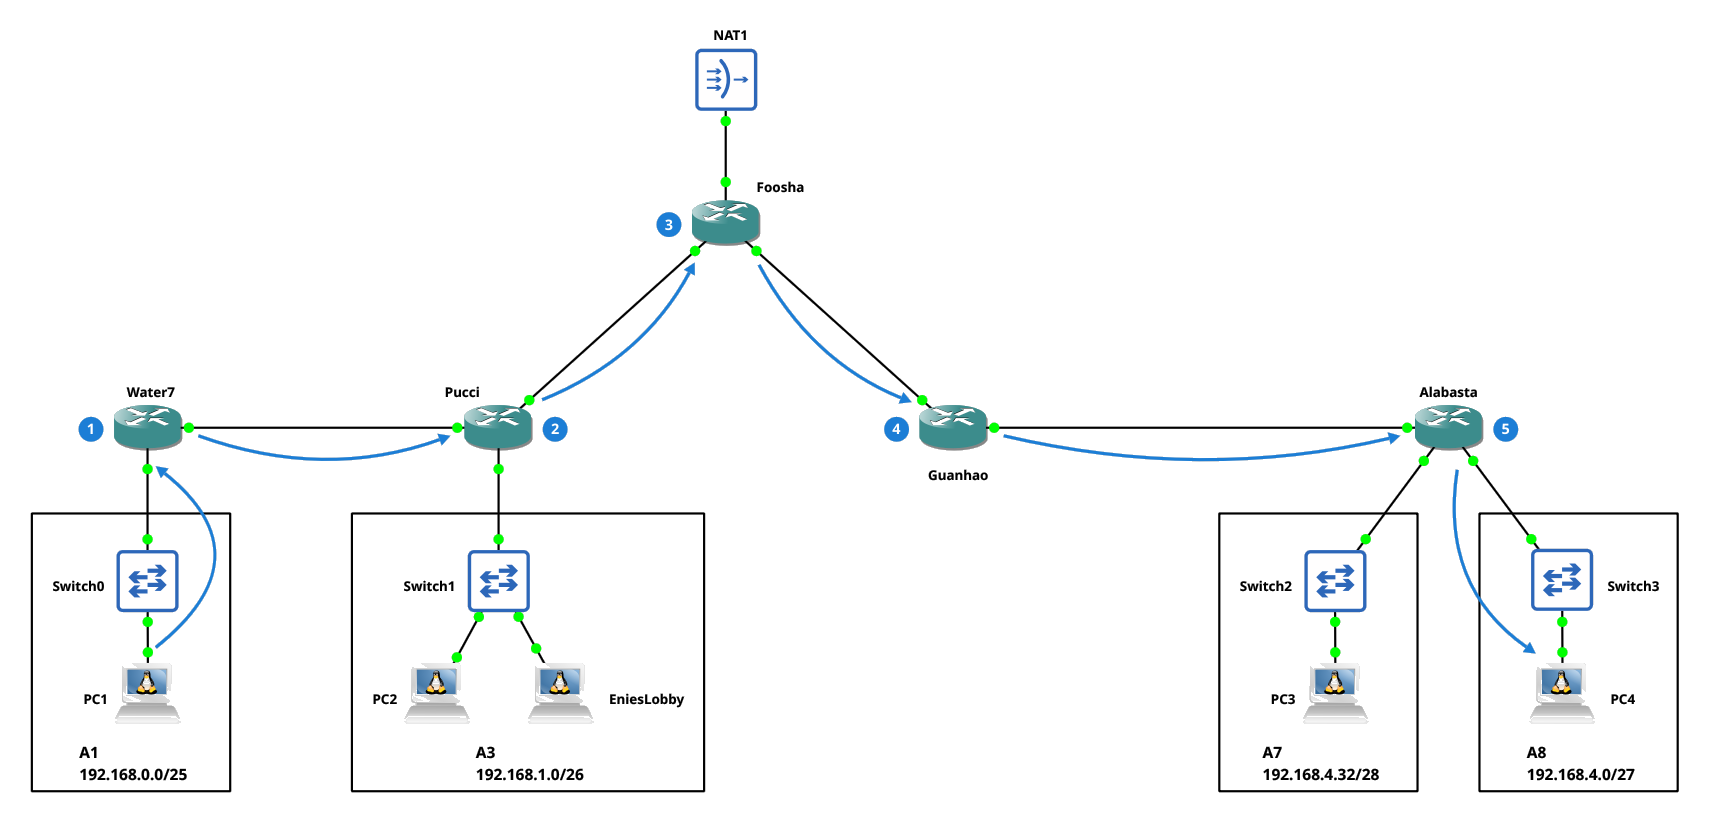 NAT1
Foosha
3
Water7
Pucci
Alabasta
1
2
4
5
Guanhao
Switch0
Switch1
Switch2
Switch3
PC1
PC2
EniesLobby
PC3
PC4
A1
192.168.0.0/25
A3
192.168.1.0/26
A7
192.168.4.32/28
A8
192.168.4.0/27